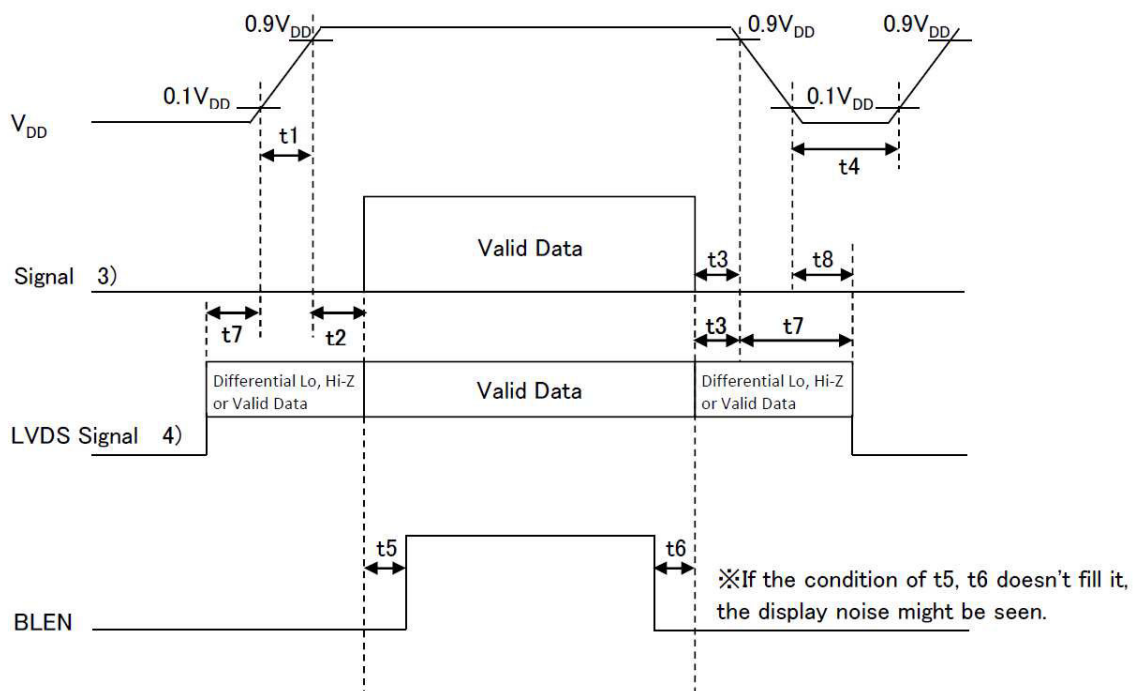 0.9VDD
0.9VDD
0.9VDD
0.1VDD
0.1VDD
VDD
t1
t4
Valid Data
Signal 3)
t3
t8
t7
t2
t3
t7
Differential Lo, Hi-Z
or Valid Data
Valid Data
Differential Lo, Hi-Z
or Valid Data
LVDS Signal 4)
t5
t6
※If the condition of t5, t6 doesn't fill it,
the display noise might be seen.
BLEN